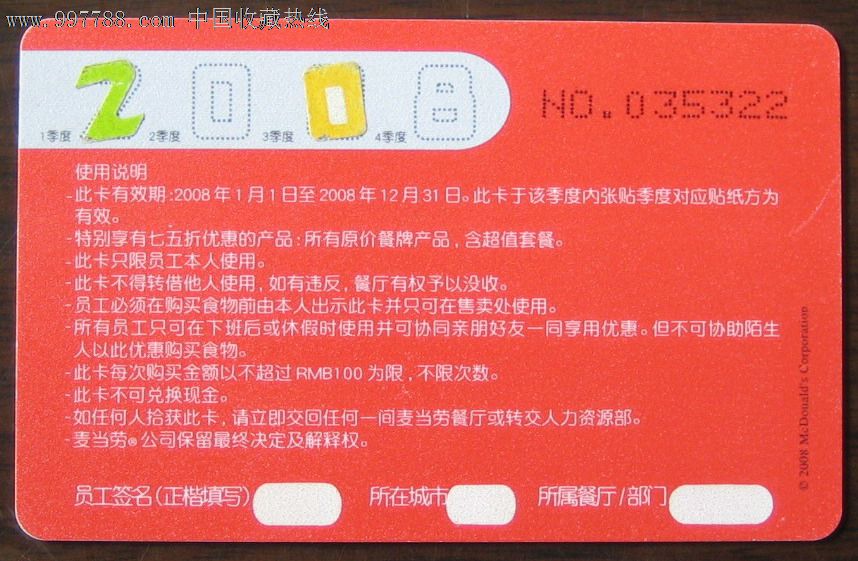 www.997788.com 中国收藏热线
2008
1季度 2季度 3季度 4季度
NO.035322
使用说明
-此卡有效期:2008年1月1日至2008年12月31日。此卡于该季度内张贴季度对应贴纸方为
有效。
-特别享有七五折优惠的产品:所有原价餐牌产品,含超值套餐。
-此卡只限员工本人使用。
-此卡不得转借他人使用,如有违反,餐厅有权予以没收。
-员工必须在购买食物前由本人出示此卡并只可在售卖处使用。
-所有员工只可在下班后或休假时使用并可协同亲朋好友一同享用优惠。但不可协助陌生
人以此优惠购买食物。
-此卡每次购买金额以不超过RMB100为限,不限次数。
-此卡不可兑换现金。
-如任何人拾获此卡,请立即交回任何一间麦当劳餐厅或转交人力资源部。
-麦当劳®公司保留最终决定及解释权。
员工签名(正楷填写) 所在城市 所属餐厅/部门
© 2008 McDonald's Corporation